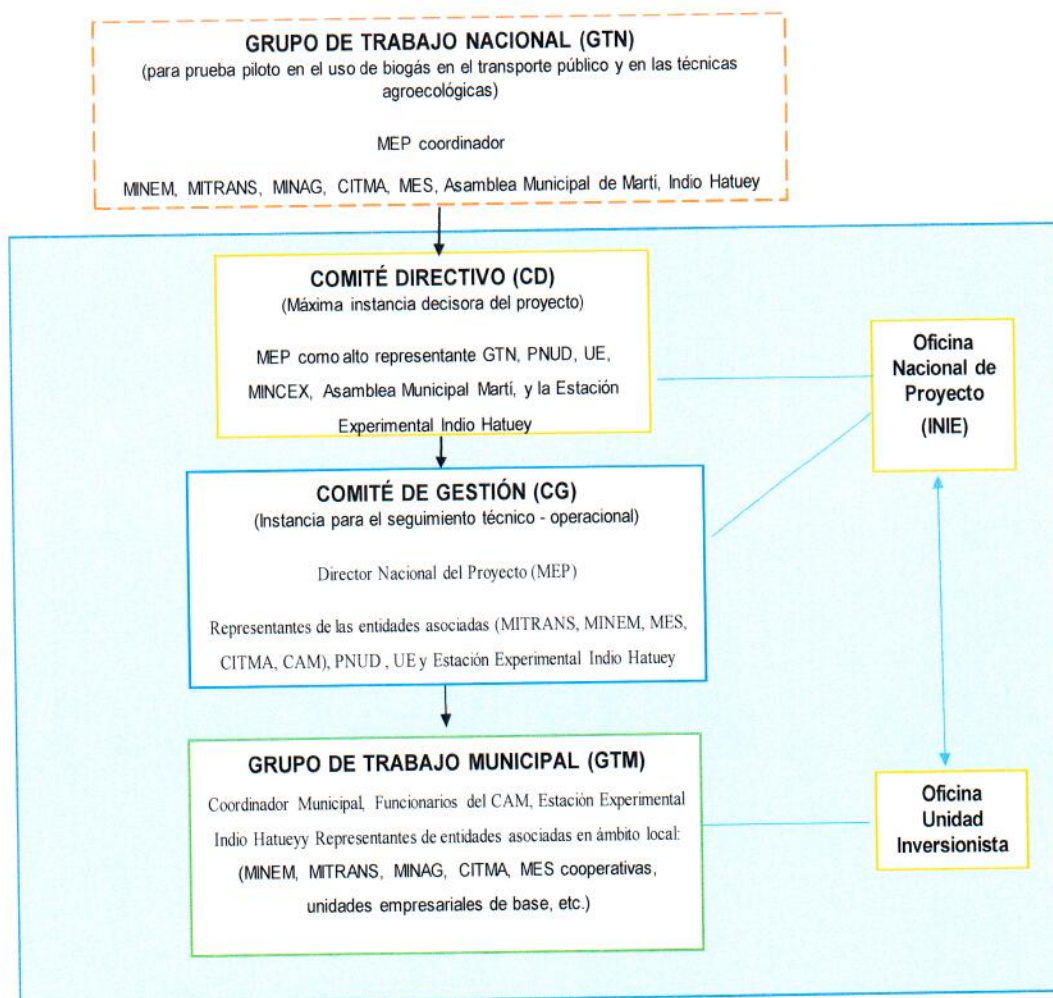 GRUPO DE TRABAJO NACIONAL (GTN)
(para prueba piloto en el uso de biogás en el transporte público y en las técnicas
agroecológicas)
MEP coordinador
MINEM, MITRANS, MINAG, CITMA, MES, Asamblea Municipal de Martí, Indio Hatuey
COMITÉ DIRECTIVO (CD)
(Máxima instancia decisora del proyecto)
MEP como alto representante GTN, PNUD, UE,
MINCEX, Asamblea Municipal Martí, y la Estación
Experimental Indio Hatuey
Oficina
Nacional de
Proyecto
(INIE)
COMITÉ DE GESTIÓN (CG)
(Instancia para el seguimiento técnico - operacional)
Director Nacional del Proyecto (MEP)
Representantes de las entidades asociadas (MITRANS, MINEM, MES,
CITMA, CAM), PNUD , UE y Estación Experimental Indio Hatuey
GRUPO DE TRABAJO MUNICIPAL (GTM)
Coordinador Municipal, Funcionarios del CAM, Estación Experimental
Indio Hatueyy Representantes de entidades asociadas en ámbito local:
(MINEM, MITRANS, MINAG, CITMA, MES cooperativas,
unidades empresariales de base, etc.)
Oficina
Unidad
Inversionista